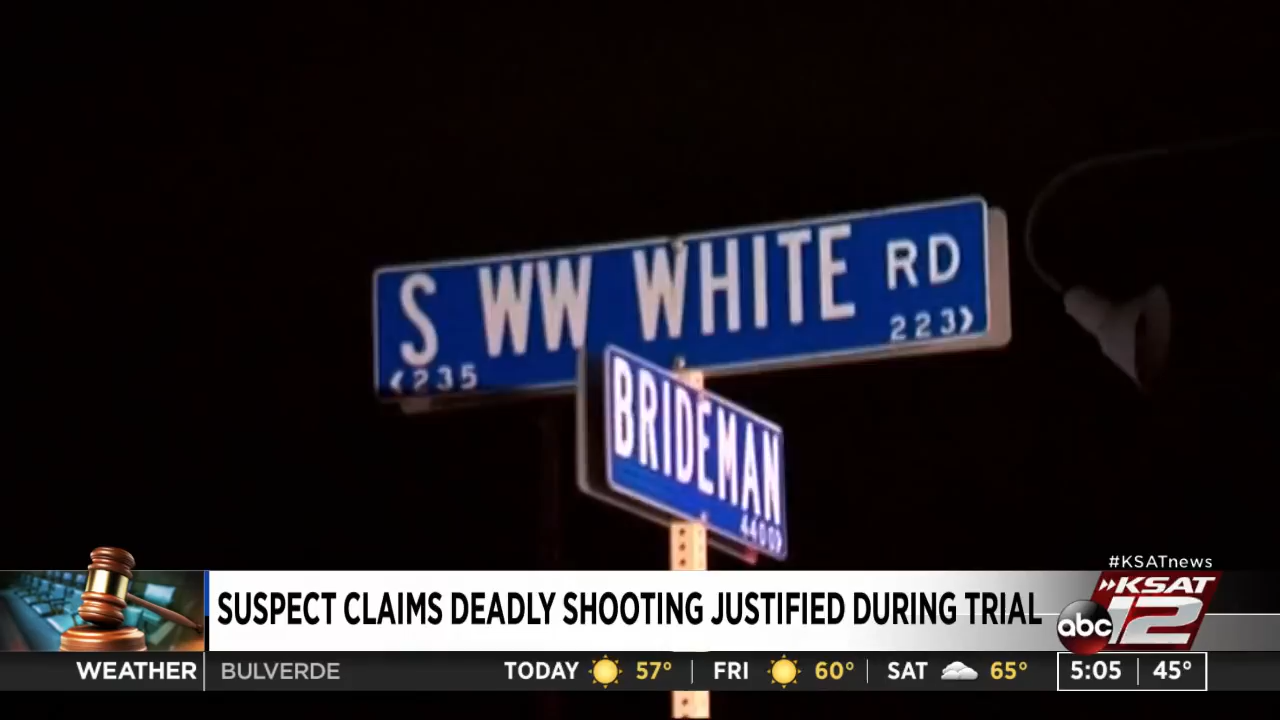 S WW WHITE RD
‹235 223›
BRIDEMAN
4400›
#KSATnews
SUSPECT CLAIMS DEADLY SHOOTING JUSTIFIED DURING TRIAL
KSAT
abc 12
WEATHER BULVERDE TODAY 57° FRI 60° SAT 65° 5:05 45°